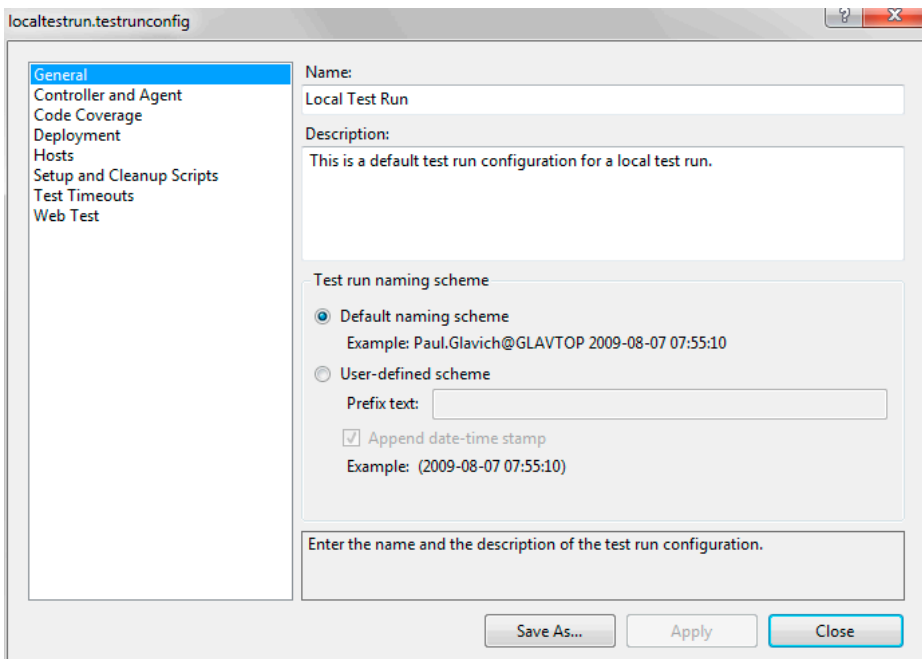 localtestrun.testrunconfig
?
X
General
Controller and Agent
Code Coverage
Deployment
Hosts
Setup and Cleanup Scripts
Test Timeouts
Web Test
Name:
Local Test Run
Description:
This is a default test run configuration for a local test run.
Test run naming scheme
Default naming scheme
Example: Paul.Glavich@GLAVTOP 2009-08-07 07:55:10
User-defined scheme
Prefix text:
Append date-time stamp
Example: (2009-08-07 07:55:10)
Enter the name and the description of the test run configuration.
Save As...
Apply
Close